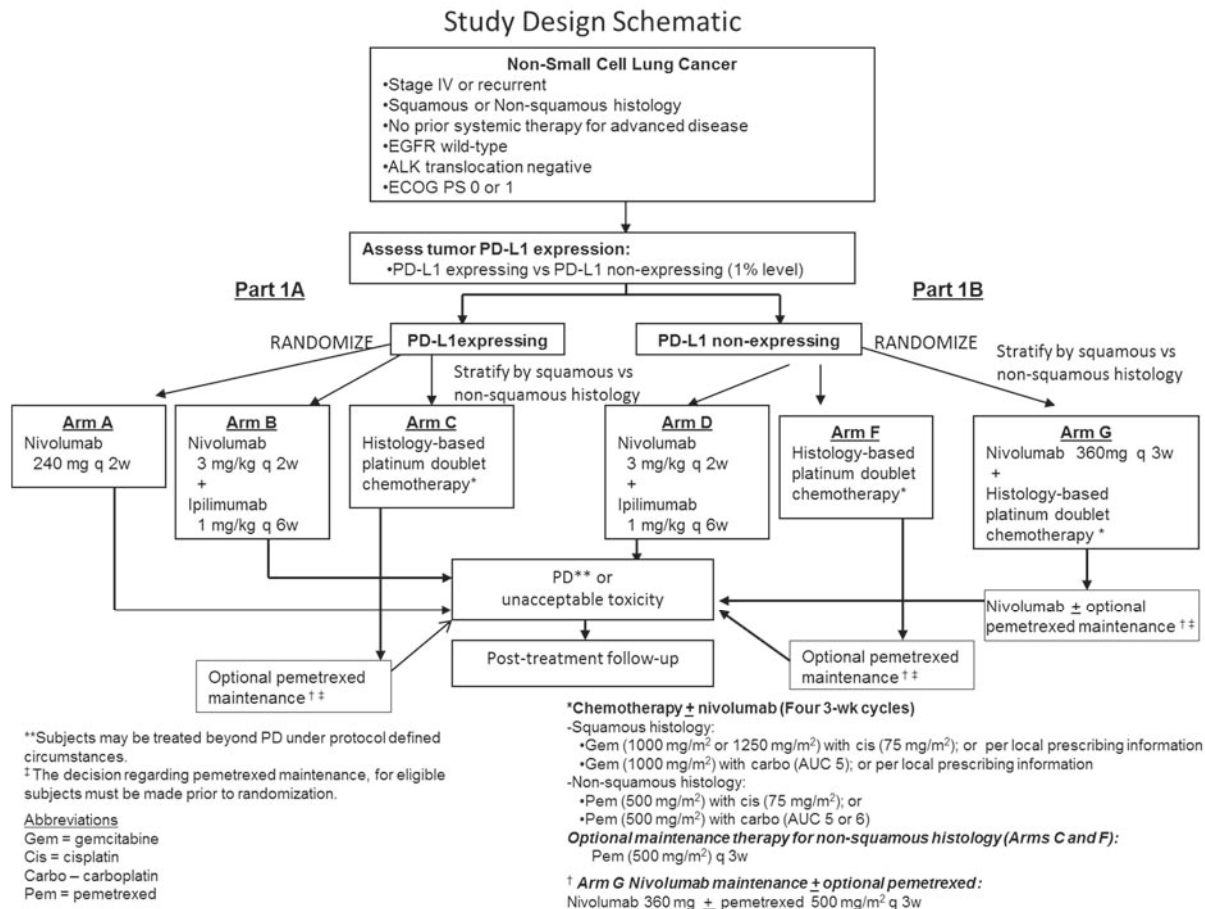 Study Design Schematic
Non-Small Cell Lung Cancer
•Stage IV or recurrent
•Squamous or Non-squamous histology
•No prior systemic therapy for advanced disease
•EGFR wild-type
•ALK translocation negative
•ECOG PS 0 or 1
Assess tumor PD-L1 expression:
•PD-L1 expressing vs PD-L1 non-expressing (1% level)
Part 1A
Part 1B
RANDOMIZE
PD-L1expressing
PD-L1 non-expressing
RANDOMIZE
Stratify by squamous vs
non-squamous histology
Stratify by squamous vs
non-squamous histology
Arm A
Nivolumab
240 mg q 2w
Arm B
Nivolumab
3 mg/kg q 2w
+
Ipilimumab
1 mg/kg q 6w
Arm C
Histology-based
platinum doublet
chemotherapy*
Arm D
Nivolumab
3 mg/kg q 2w
+
Ipilimumab
1 mg/kg q 6w
Arm F
Histology-based
platinum doublet
chemotherapy*
Arm G
Nivolumab 360mg q 3w
+
Histology-based
platinum doublet
chemotherapy *
PD** or
unacceptable toxicity
Nivolumab ± optional
pemetrexed maintenance † ‡
Post-treatment follow-up
Optional pemetrexed
maintenance † ‡
Optional pemetrexed
maintenance † ‡
**Subjects may be treated beyond PD under protocol defined
circumstances.
‡ The decision regarding pemetrexed maintenance, for eligible
subjects must be made prior to randomization.
Abbreviations
Gem = gemcitabine
Cis = cisplatin
Carbo – carboplatin
Pem = pemetrexed
*Chemotherapy ± nivolumab (Four 3-wk cycles)
-Squamous histology:
•Gem (1000 mg/m² or 1250 mg/m²) with cis (75 mg/m²); or per local prescribing information
•Gem (1000 mg/m²) with carbo (AUC 5); or per local prescribing information
-Non-squamous histology:
•Pem (500 mg/m²) with cis (75 mg/m²); or
•Pem (500 mg/m²) with carbo (AUC 5 or 6)
Optional maintenance therapy for non-squamous histology (Arms C and F):
Pem (500 mg/m²) q 3w
† Arm G Nivolumab maintenance ± optional pemetrexed:
Nivolumab 360 mg ± pemetrexed 500 mg/m² q 3w